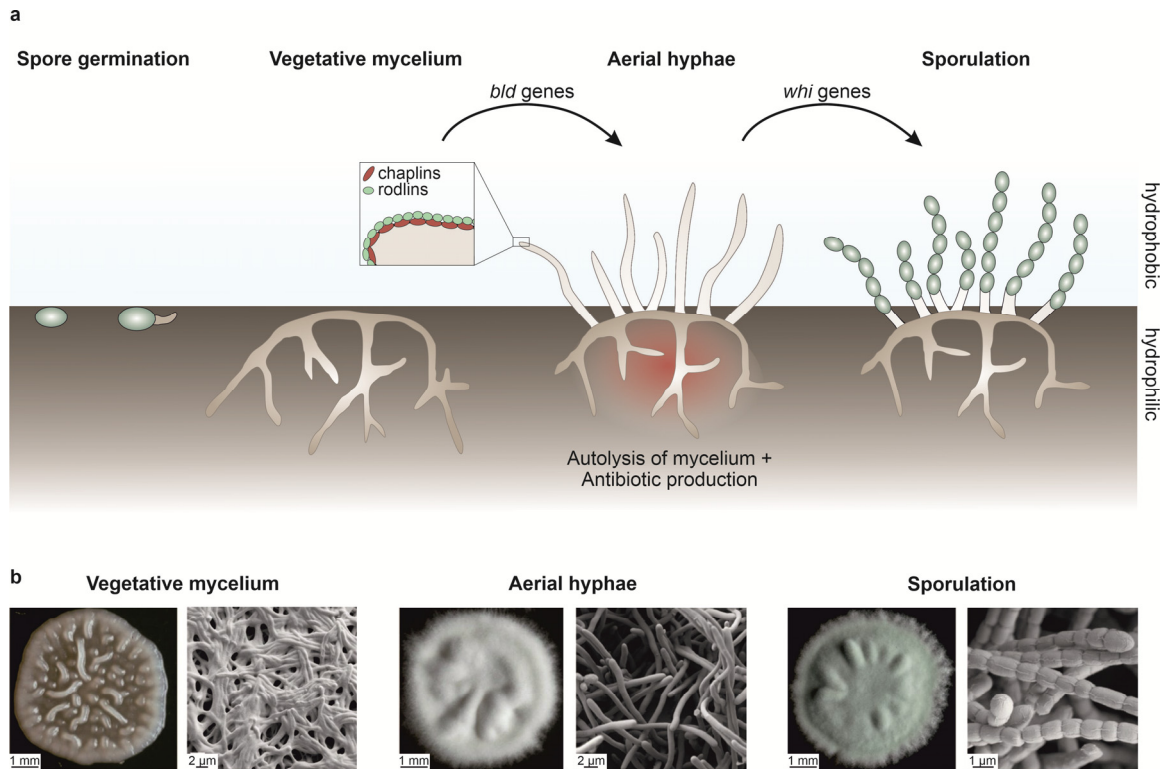 a
Spore germination
Vegetative mycelium
Aerial hyphae
Sporulation
bld genes
whi genes
chaplins
rodlins
hydrophobic
hydrophilic
Autolysis of mycelium +
Antibiotic production
b
Vegetative mycelium
Aerial hyphae
Sporulation
1 mm
2 µm
1 mm
2 µm
1 mm
1 µm